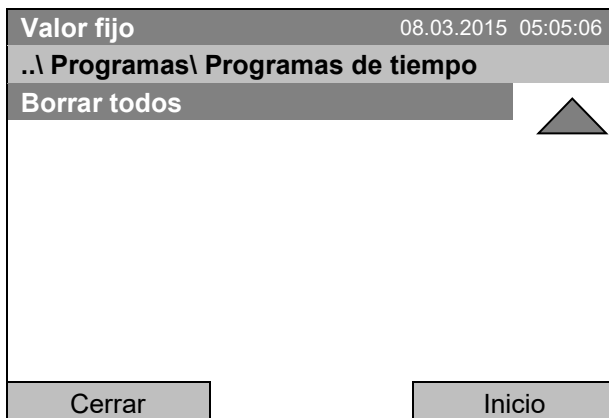 Valor fijo 08.03.2015 05:05:06
..\ Programas\ Programas de tiempo
Borrar todos
Cerrar Inicio